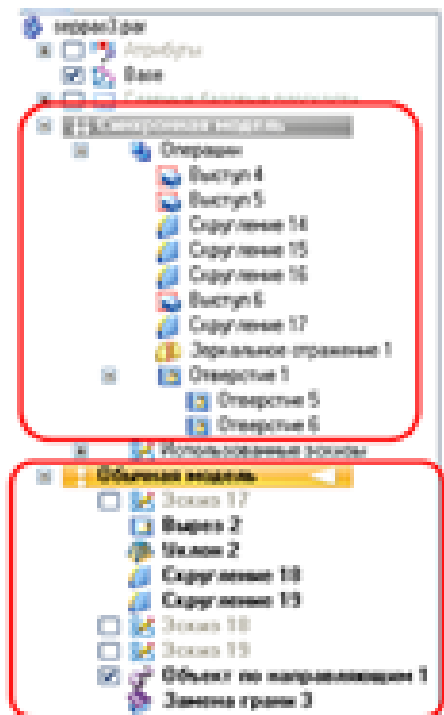 Атрибуты
Base
Синхронная модель
Операции
Выступ 4
Выступ 5
Скругление 14
Скругление 15
Скругление 16
Выступ 6
Скругление 17
Зеркальное отражение 1
Отверстие 1
Отверстие 5
Отверстие 6
Использованные эскизы
Обычная модель
Эскиз 17
Вырез 2
Уклон 2
Скругление 18
Скругление 19
Эскиз 18
Эскиз 19
Объект по направляющим 1
Замена грани 3